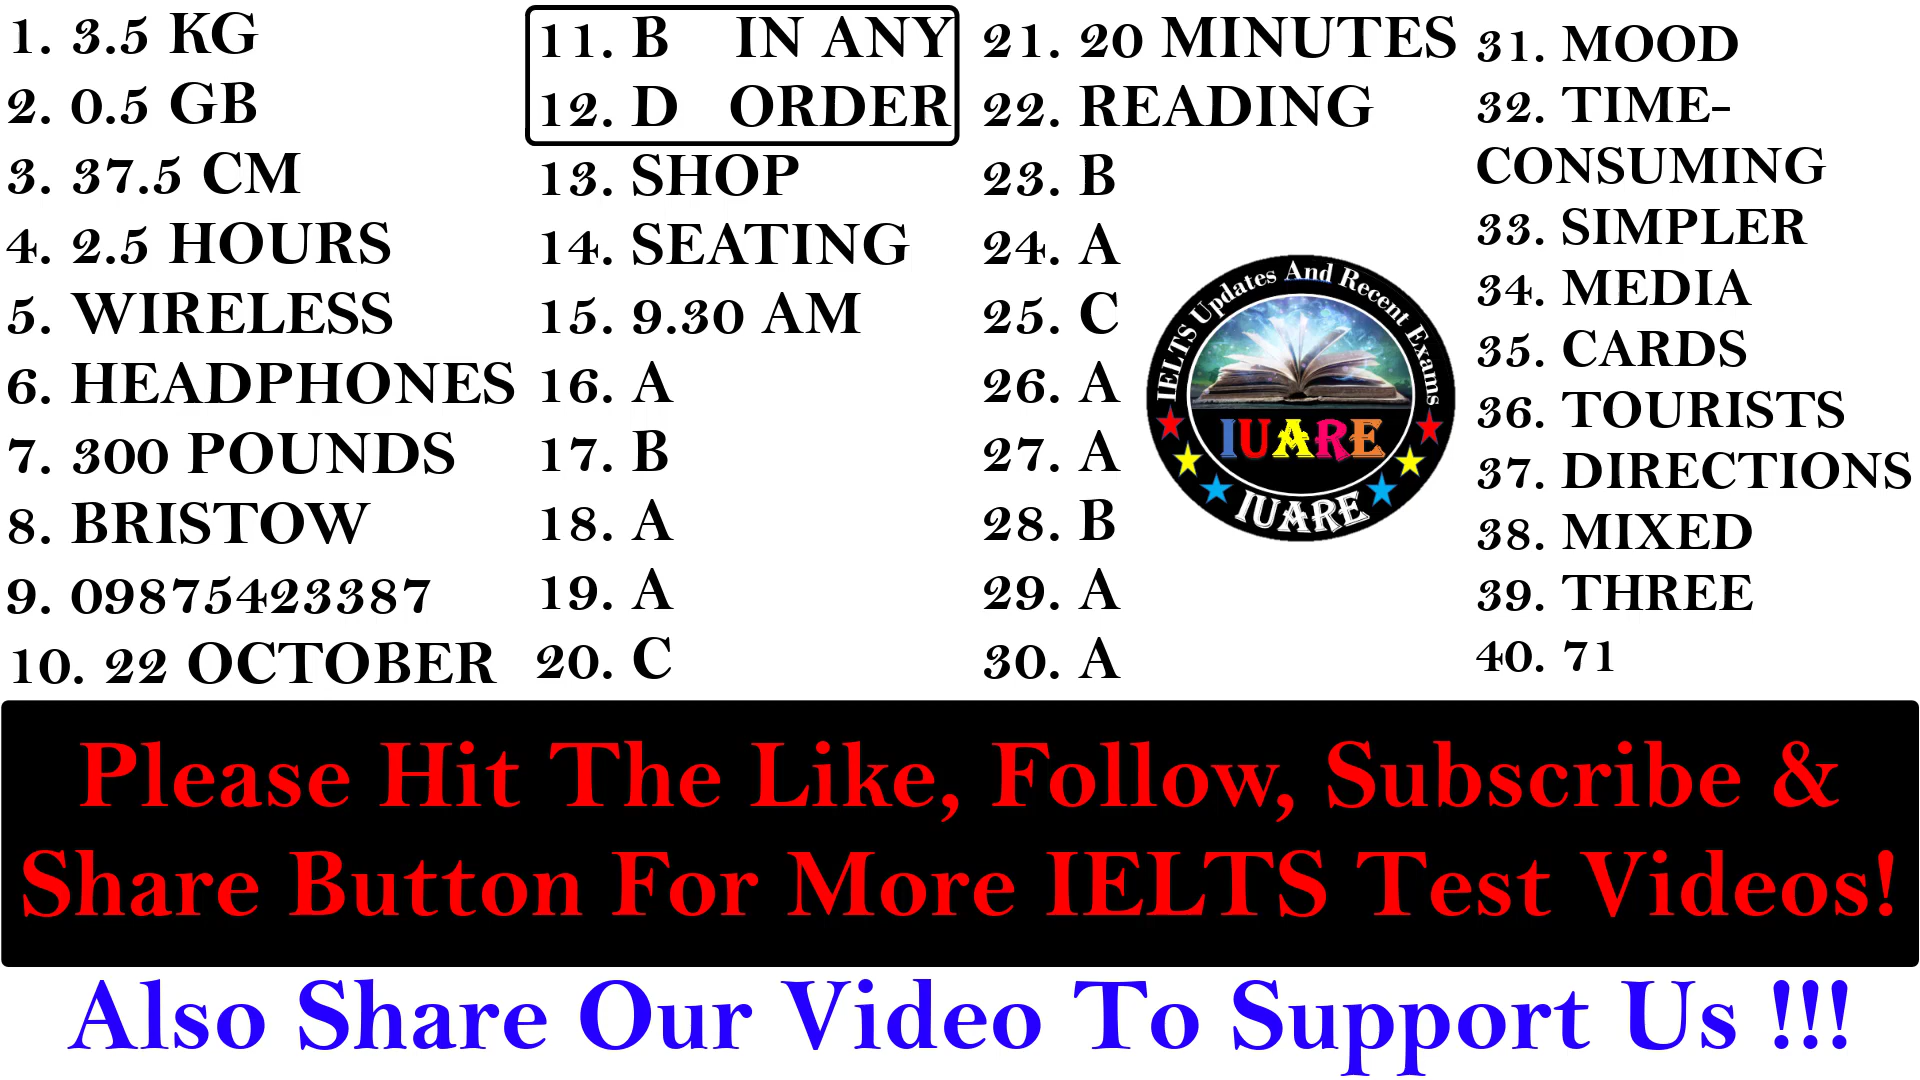 1. 3.5 KG
2. 0.5 GB
3. 37.5 CM
4. 2.5 HOURS
5. WIRELESS
6. HEADPHONES
7. 300 POUNDS
8. BRISTOW
9. 09875423387
10. 22 OCTOBER
11. B IN ANY
12. D ORDER
13. SHOP
14. SEATING
15. 9.30 AM
16. A
17. B
18. A
19. A
20. C
21. 20 MINUTES
22. READING
23. B
24. A
25. C
26. A
27. A
28. B
29. A
30. A
IELTS Updates And Recent Exams
IUARE
IUARE
31. MOOD
32. TIME-
CONSUMING
33. SIMPLER
34. MEDIA
35. CARDS
36. TOURISTS
37. DIRECTIONS
38. MIXED
39. THREE
40. 71
Please Hit The Like, Follow, Subscribe &
Share Button For More IELTS Test Videos!
Also Share Our Video To Support Us !!!